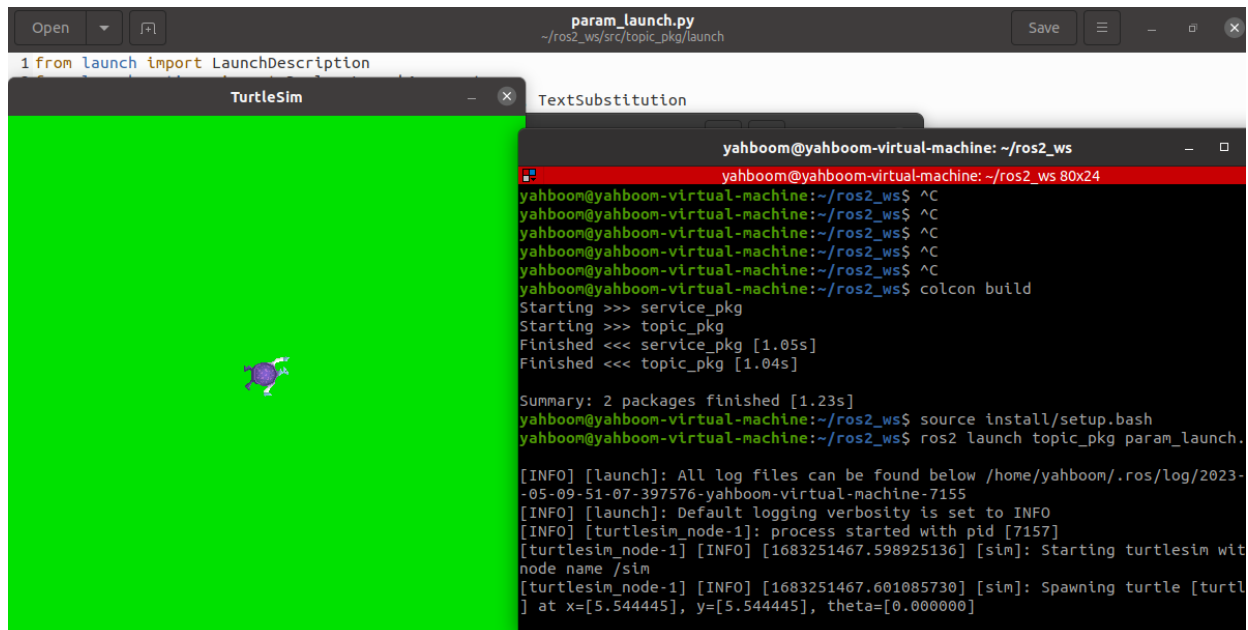 Open
param_launch.py
~/ros2_ws/src/topic_pkg/launch
Save
1 from launch import LaunchDescription
TextSubstitution
TurtleSim
yahboom@yahboom-virtual-machine: ~/ros2_ws
yahboom@yahboom-virtual-machine: ~/ros2_ws 80x24
yahboom@yahboom-virtual-machine:~/ros2_ws$ ^C
yahboom@yahboom-virtual-machine:~/ros2_ws$ ^C
yahboom@yahboom-virtual-machine:~/ros2_ws$ ^C
yahboom@yahboom-virtual-machine:~/ros2_ws$ ^C
yahboom@yahboom-virtual-machine:~/ros2_ws$ ^C
yahboom@yahboom-virtual-machine:~/ros2_ws$ colcon build
Starting >>> service_pkg
Starting >>> topic_pkg
Finished <<< service_pkg [1.05s]
Finished <<< topic_pkg [1.04s]
Summary: 2 packages finished [1.23s]
yahboom@yahboom-virtual-machine:~/ros2_ws$ source install/setup.bash
yahboom@yahboom-virtual-machine:~/ros2_ws$ ros2 launch topic_pkg param_launch.
[INFO] [launch]: All log files can be found below /home/yahboom/.ros/log/2023-
-05-09-51-07-397576-yahboom-virtual-machine-7155
[INFO] [launch]: Default logging verbosity is set to INFO
[INFO] [turtlesim_node-1]: process started with pid [7157]
[turtlesim_node-1] [INFO] [1683251467.598925136] [sim]: Starting turtlesim wit
node name /sim
[turtlesim_node-1] [INFO] [1683251467.601085730] [sim]: Spawning turtle [turtl
] at x=[5.544445], y=[5.544445], theta=[0.000000]